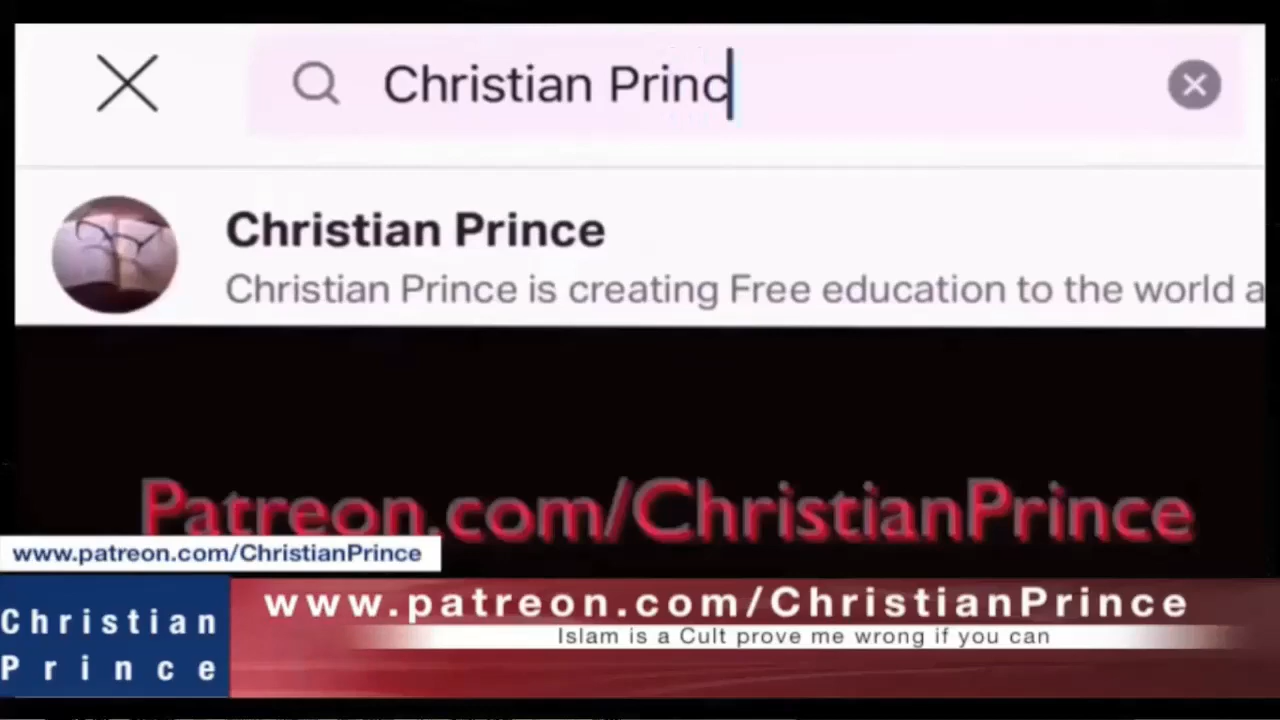 Christian Princ
Christian Prince
Christian Prince is creating Free education to the world a
Patreon.com/ChristianPrince
www.patreon.com/ChristianPrince
Christian
Prince
www.patreon.com/ChristianPrince
Islam is a Cult prove me wrong if you can